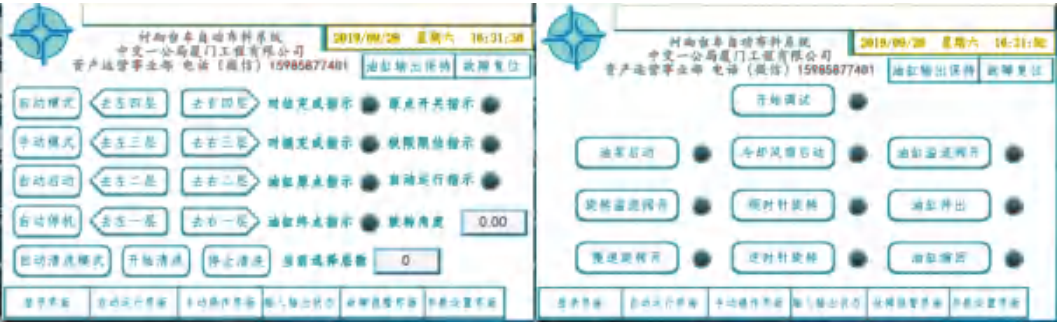 衬砌台车自动布料系统
中交一公局厦门工程有限公司
资产运营事业部 电话（微信）15985877401
2019/09/28 星期六 16:31:38
油缸输出保持 故障复位
自动模式 去左四层 去右四层 对位完成指示 原点开关指示
手动模式 去左三层 去右三层 对模完成指示 极限限位指示
自动启动 去左二层 去右二层 油缸原点指示 自动运行指示
自动停机 去左一层 去右一层 油缸终点指示 旋转角度 0.00
自动清洗模式 开始清洗 停止清洗 当前选择层数 0
登录界面 自动运行界面 手动操作界面 输入输出状态 故障报警界面 参数设置界面
衬砌台车自动布料系统
中交一公局厦门工程有限公司
资产运营事业部 电话（微信）15985877401
2019/09/28 星期六 16:31:
油缸输出保持 故障复位
开始调试
油泵启动 冷却风扇启动 油缸溢流阀开
旋转溢流阀开 顺时针旋转 油缸伸出
慢速旋转开 逆时针旋转 油缸缩回
登录界面 自动运行界面 手动操作界面 输入输出状态 故障报警界面 参数设置界面